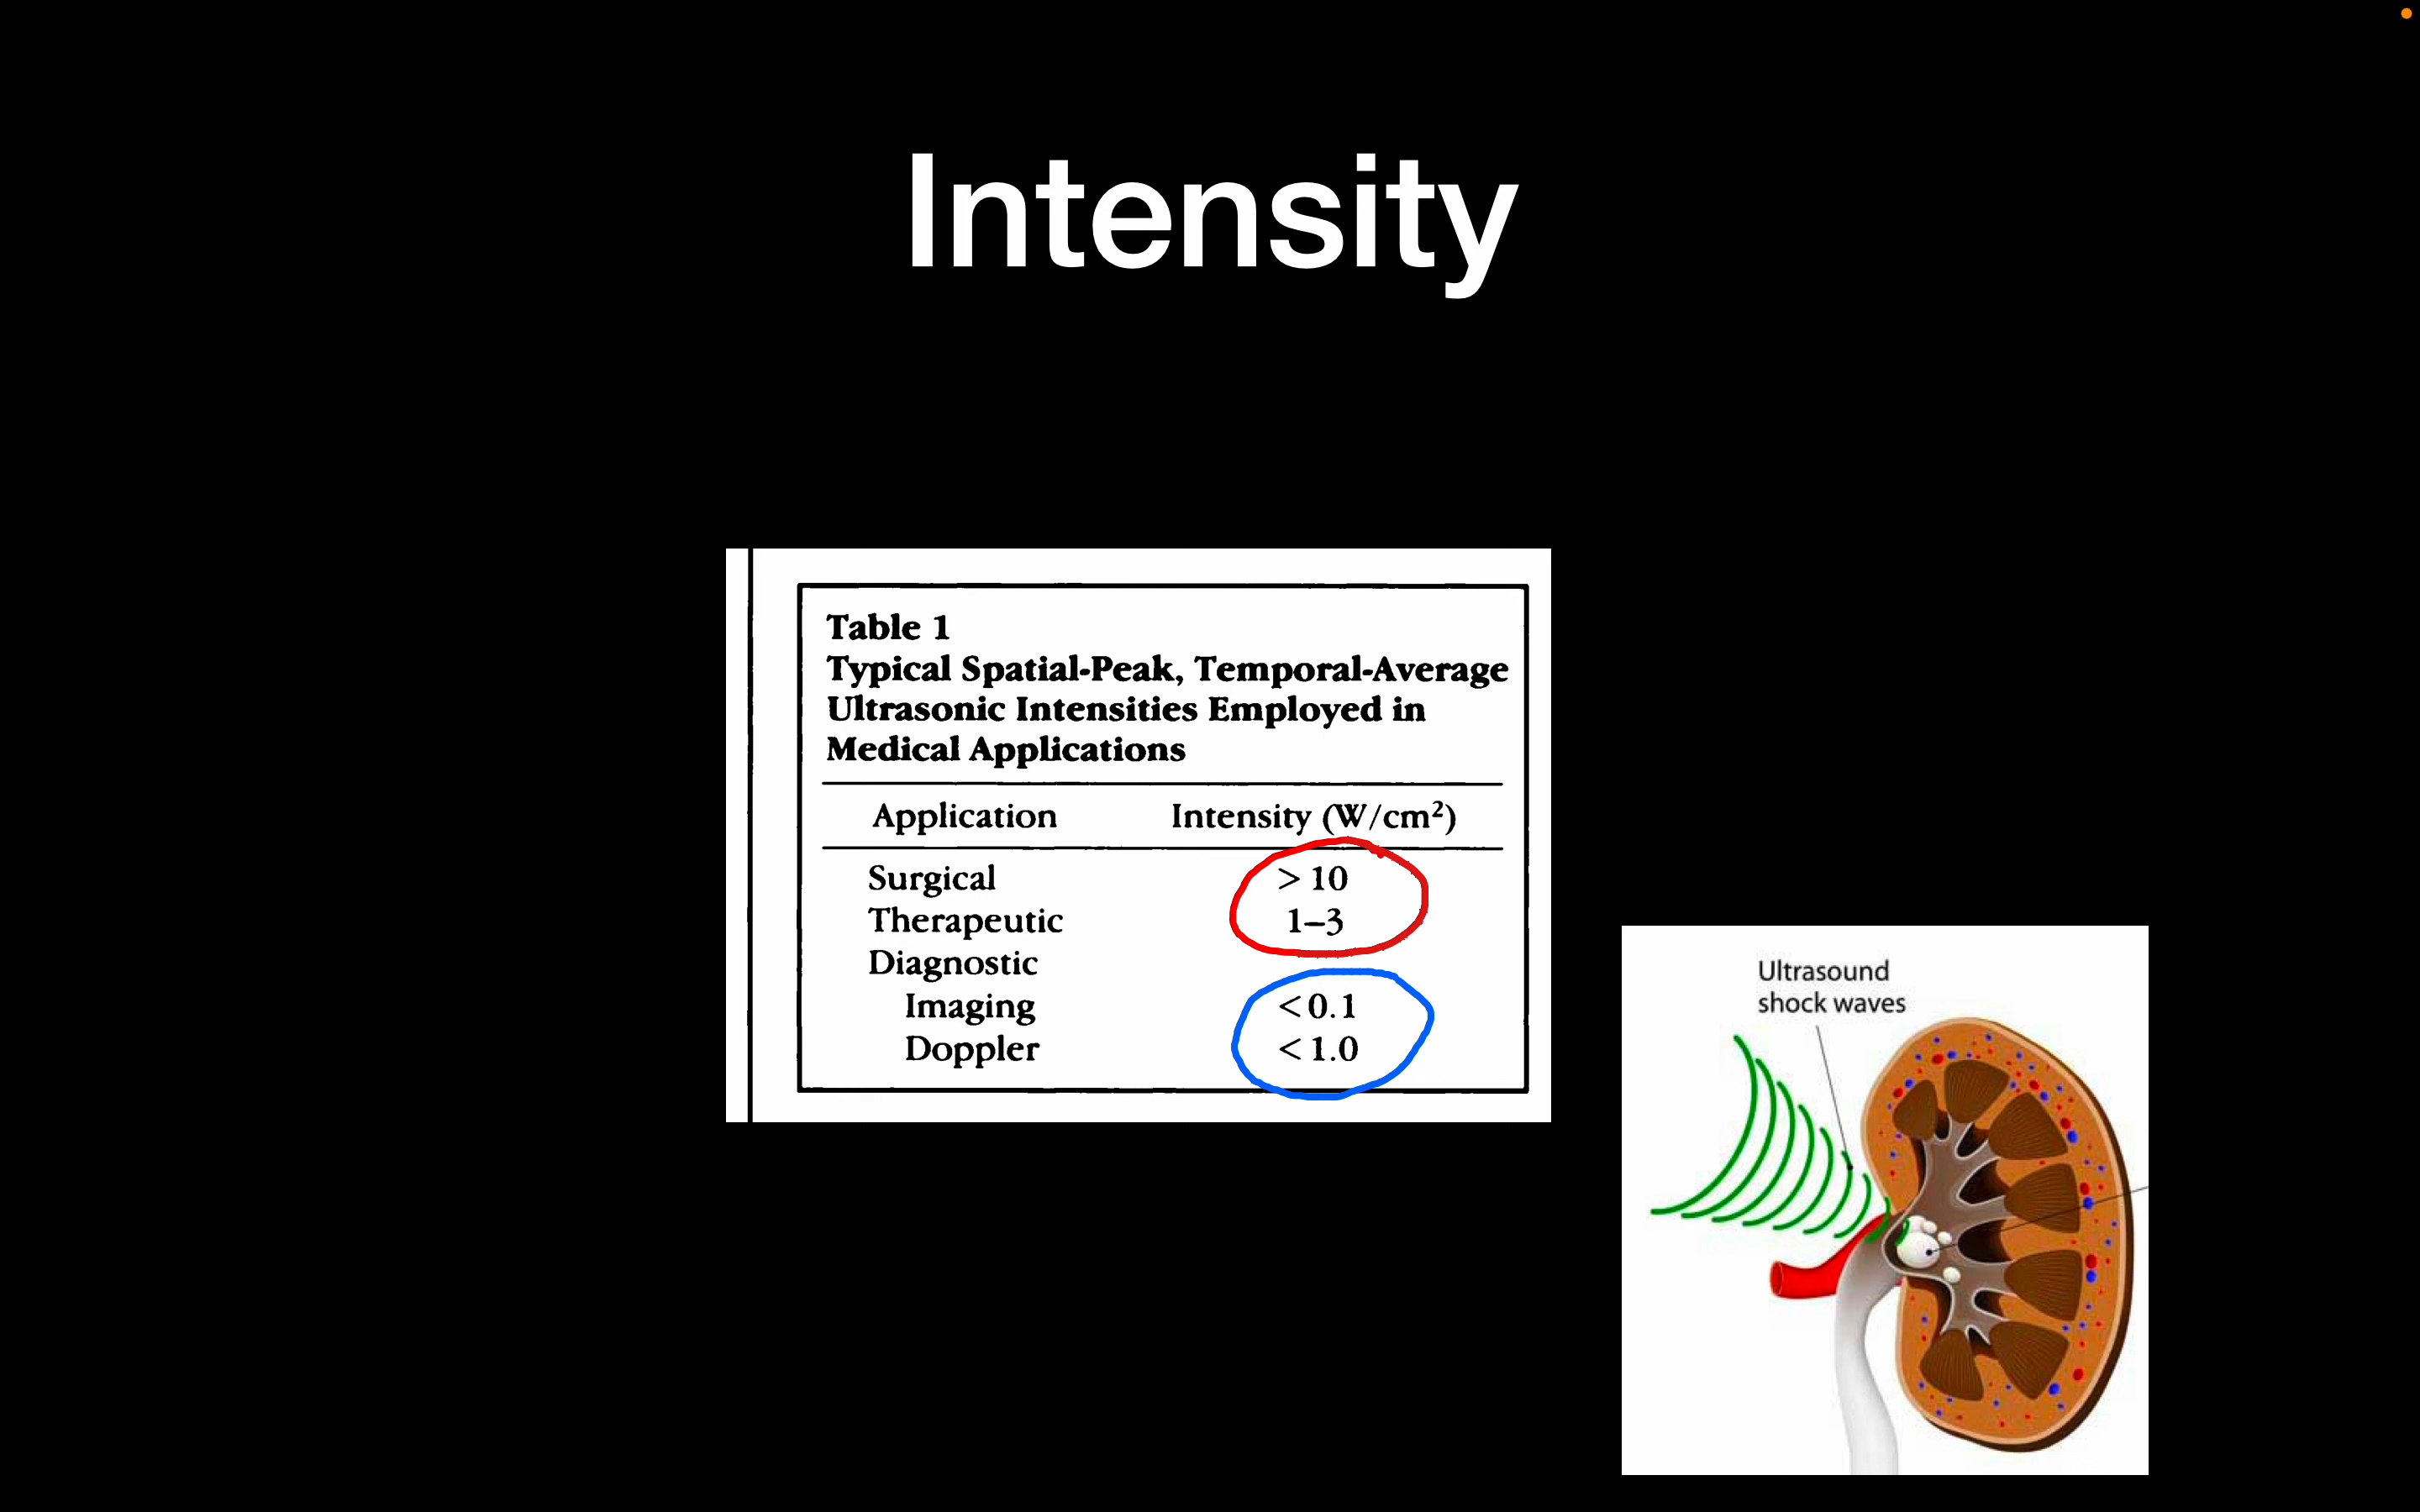 Intensity
Table 1
Typical Spatial-Peak, Temporal-Average
Ultrasonic Intensities Employed in
Medical Applications
Application Intensity (W/cm²)
Surgical > 10
Therapeutic 1–3
Diagnostic
Imaging <0.1
Doppler <1.0
Ultrasound
shock waves